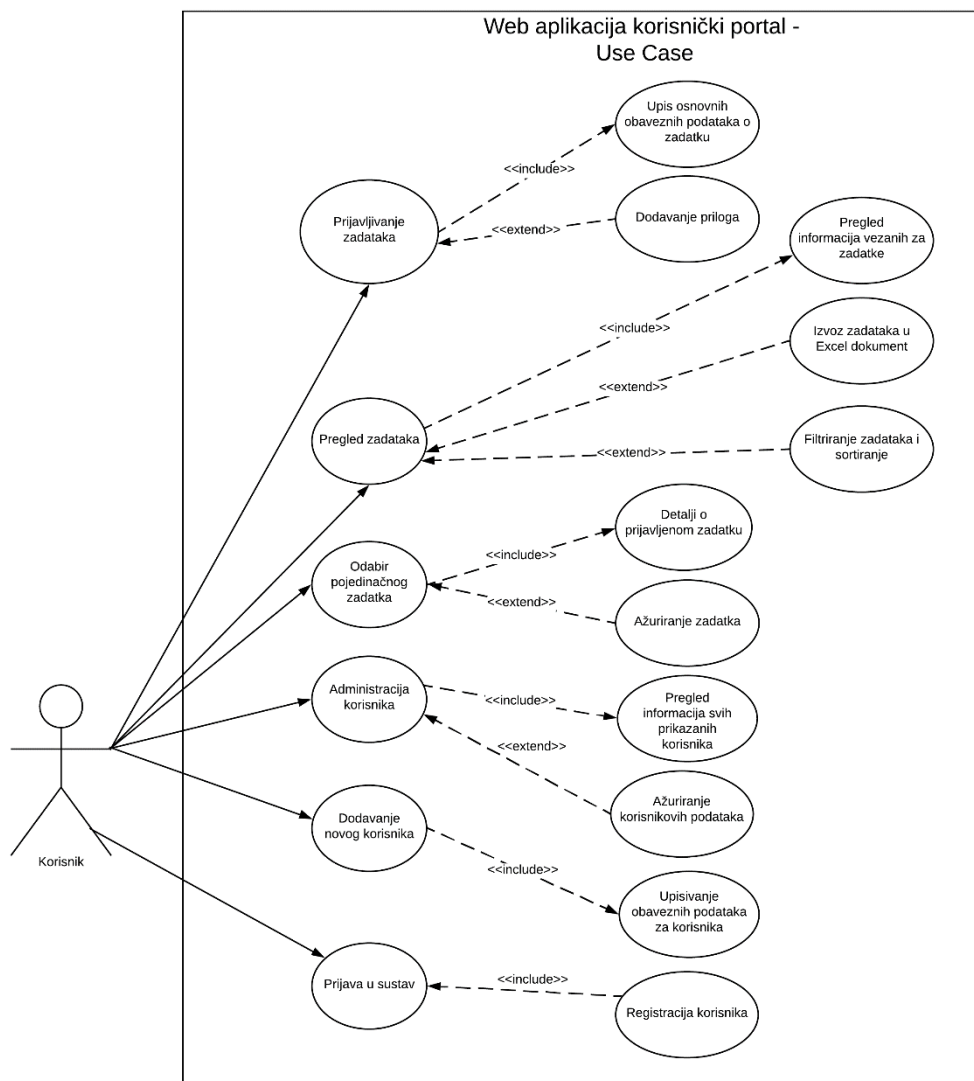 Web aplikacija korisnički portal -
Use Case
Upis osnovnih
obaveznih podataka o
zadatku
<<include>>
Prijavljivanje
zadataka
<<extend>>
Dodavanje priloga
Pregled
informacija vezanih za
zadatke
<<include>>
Izvoz zadataka u
Excel dokument
<<extend>>
Pregled zadataka
<<extend>>
Filtriranje zadataka i
sortiranje
Detalji o
prijavljenom zadatku
<<include>>
Odabir
pojedinačnog
zadatka
<<extend>>
Ažuriranje zadatka
Administracija
korisnika
<<include>>
Pregled
informacija svih
prikazanih
korisnika
<<extend>>
Ažuriranje
korisnikovih podataka
Dodavanje
novog korisnika
Korisnik
<<include>>
Upisivanje
obaveznih podataka
za korisnika
Prijava u sustav
<<include>>
Registracija korisnika